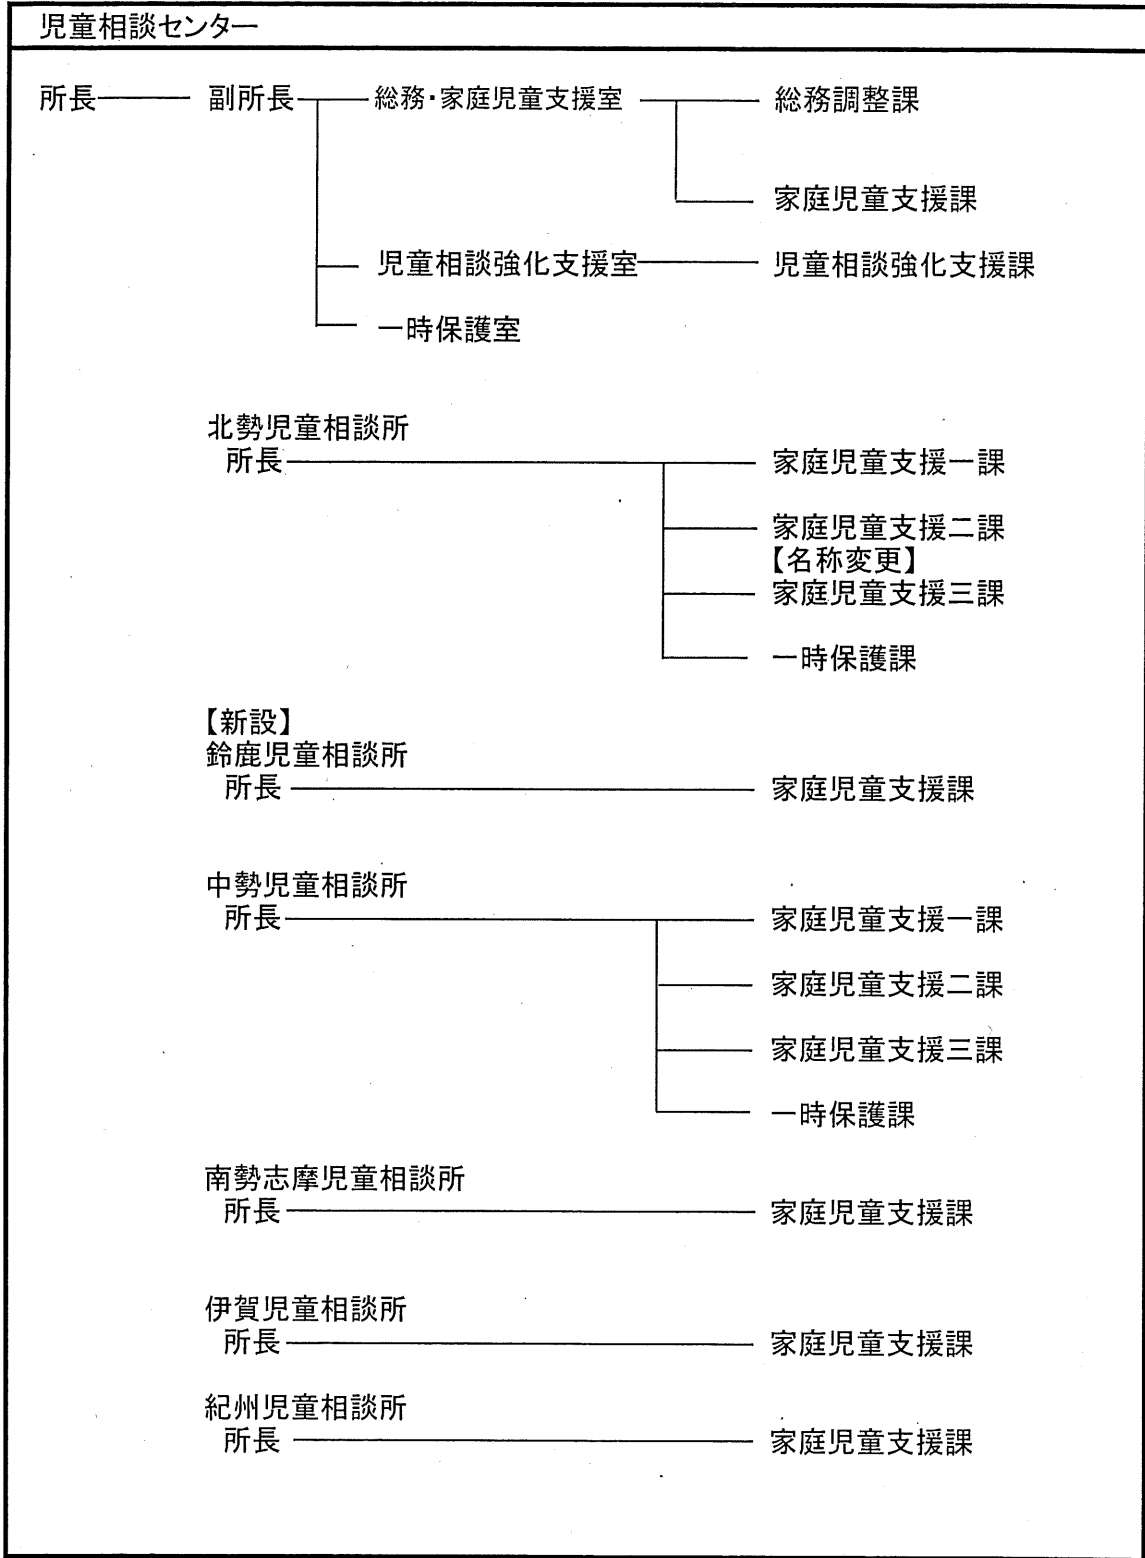 児童相談センター
所長 副所長 総務・家庭児童支援室 総務調整課
家庭児童支援課
児童相談強化支援室 児童相談強化支援課
一時保護室
北勢児童相談所
所長 家庭児童支援一課
家庭児童支援二課
【名称変更】
家庭児童支援三課
一時保護課
【新設】
鈴鹿児童相談所
所長 家庭児童支援課
中勢児童相談所
所長 家庭児童支援一課
家庭児童支援二課
家庭児童支援三課
一時保護課
南勢志摩児童相談所
所長 家庭児童支援課
伊賀児童相談所
所長 家庭児童支援課
紀州児童相談所
所長 家庭児童支援課